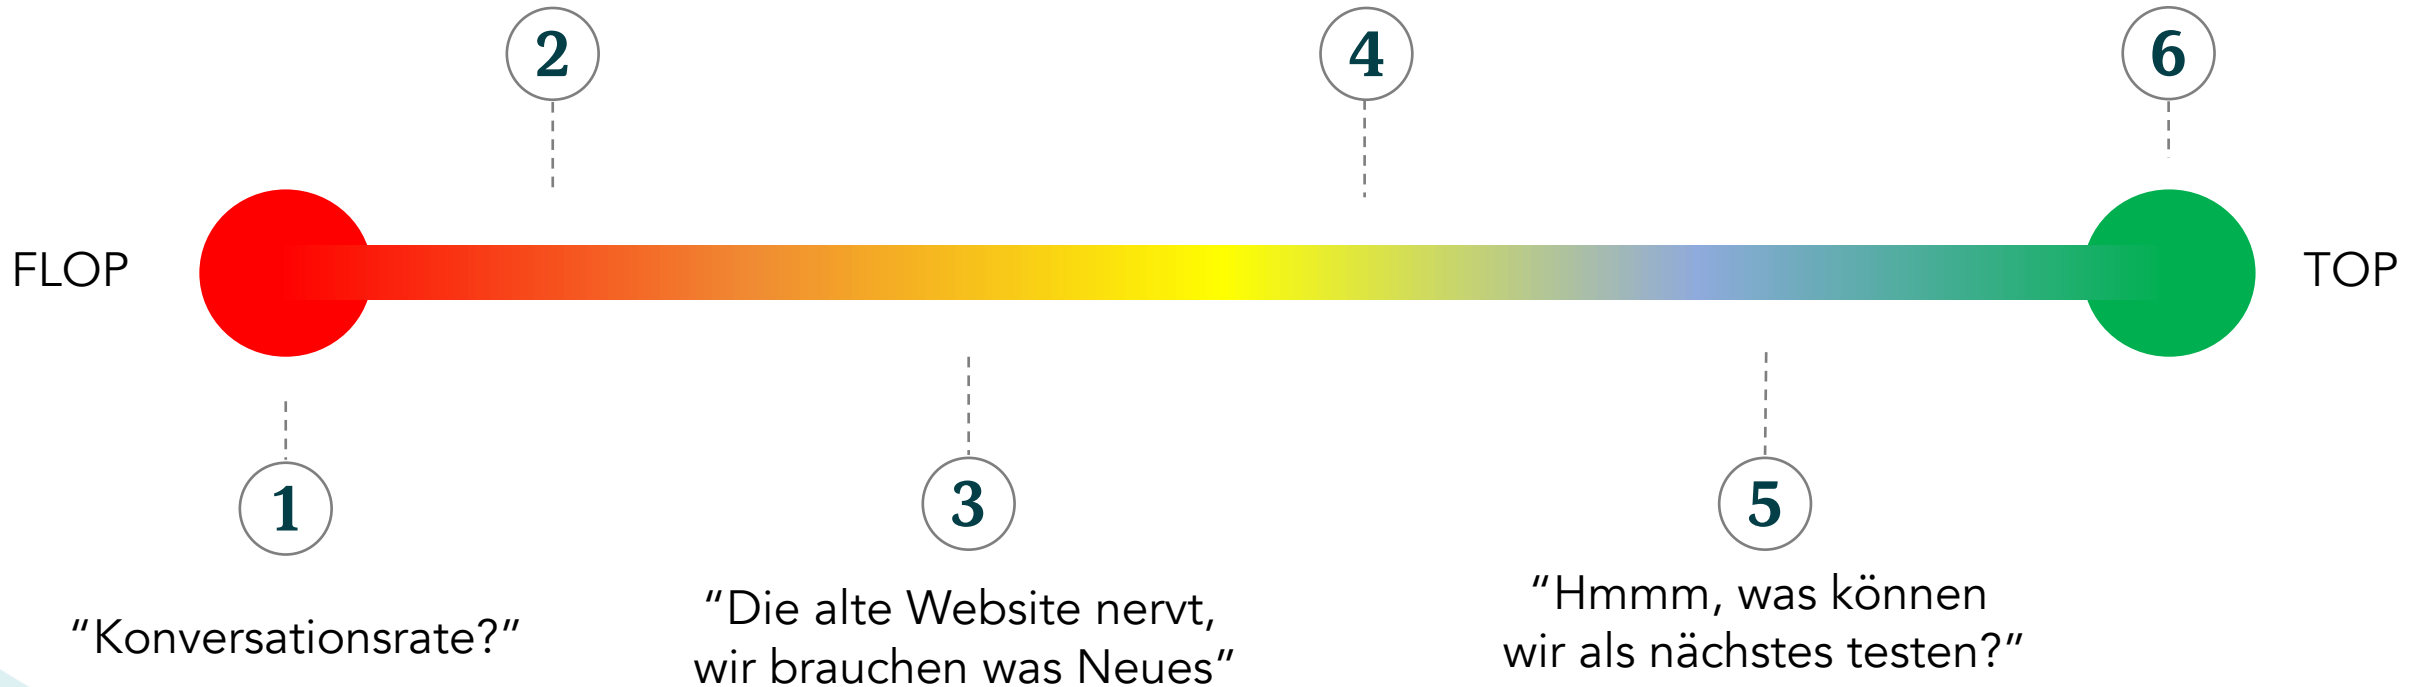 2
4
6
FLOP
TOP
1
3
5
“Konversationsrate?”
“Die alte Website nervt,
wir brauchen was Neues”
“Hmmm, was können
wir als nächstes testen?”